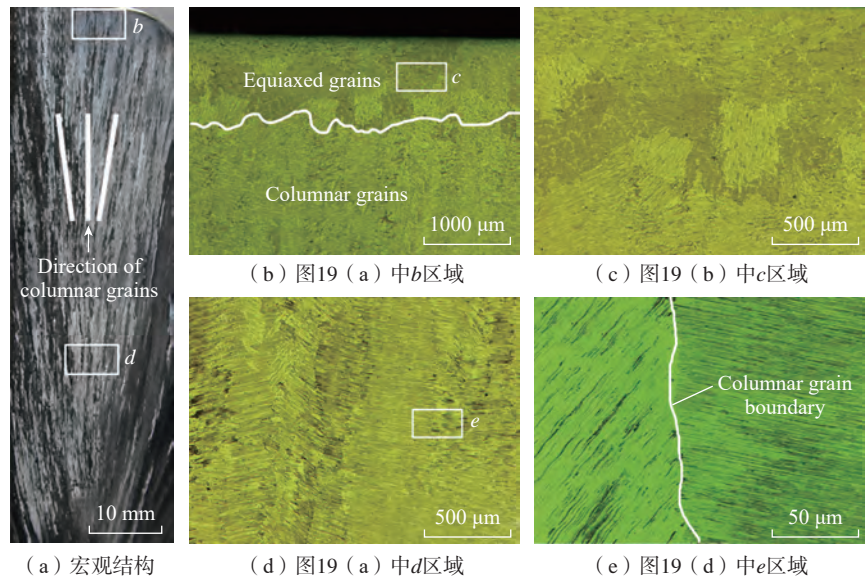 b
Direction of
columnar grains
d
10 mm
(a)宏观结构
Equiaxed grains
c
Columnar grains
1000 μm
(b)图19(a)中b区域
500 μm
(c)图19(b)中c区域
e
500 μm
(d)图19(a)中d区域
Columnar grain
boundary
50 μm
(e)图19(d)中e区域